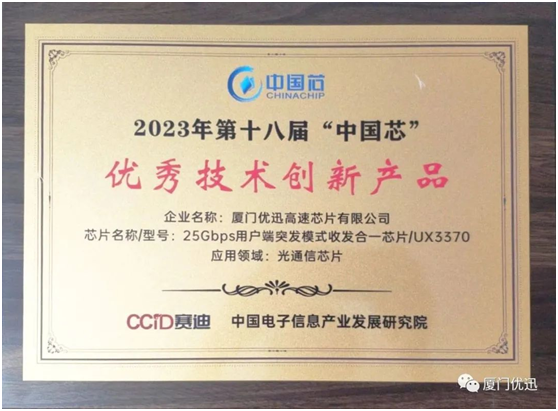 中国芯
CHINACHIP
2023年第十八届“中国芯”
优秀技术创新产品
企业名称：厦门优迅高速芯片有限公司
芯片名称/型号：25Gbps用户端突发模式收发合一芯片/UX3370
应用领域：光通信芯片
CCID赛迪 中国电子信息产业发展研究院
厦门优迅